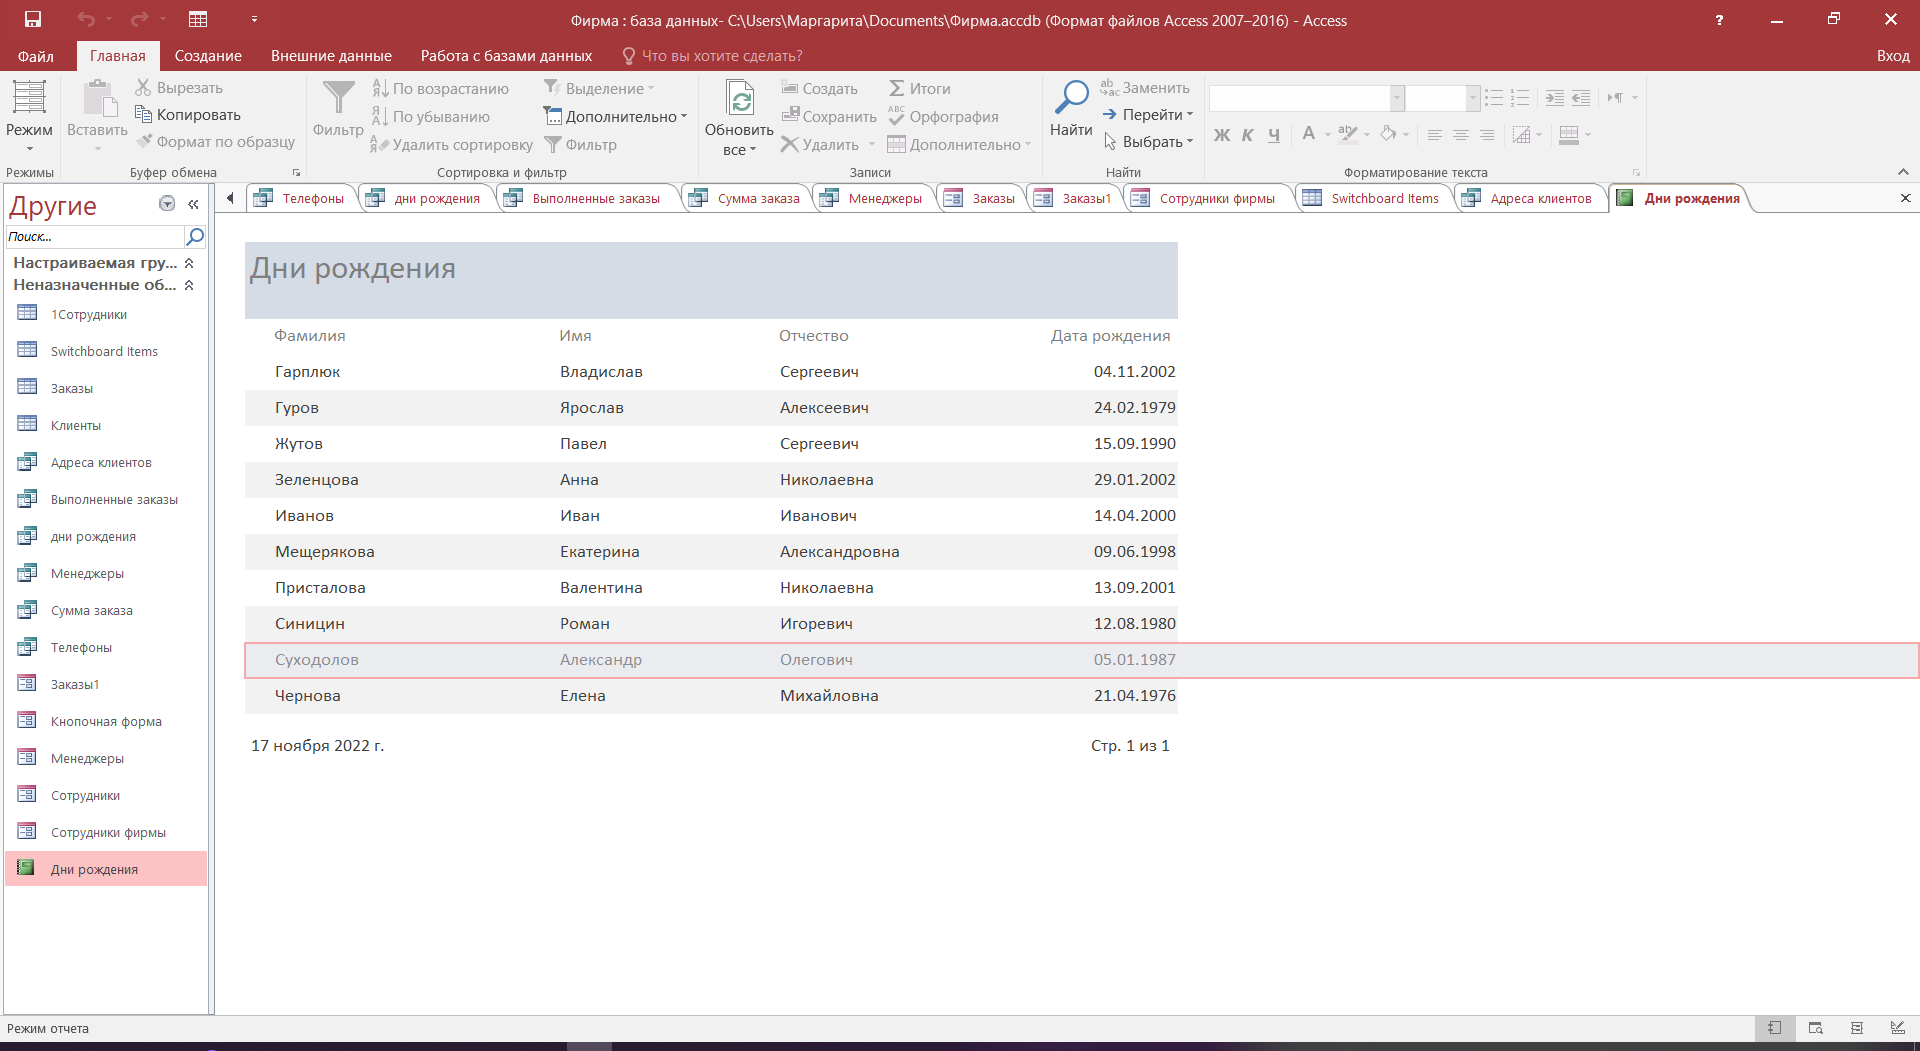 Фирма : база данных- C:\Users\Маргарита\Documents\Фирма.accdb (Формат файлов Access 2007–2016) - Access
?
Файл Главная Создание Внешние данные Работа с базами данных Что вы хотите сделать? Вход
Режим
Режимы
Вставить
Вырезать
Копировать
Формат по образцу
Буфер обмена
Фильтр
По возрастанию
По убыванию
Удалить сортировку
Выделение
Дополнительно
Фильтр
Сортировка и фильтр
Обновить
все
Создать
Сохранить
Удалить
Итоги
Орфография
Дополнительно
Записи
Найти
Заменить
Перейти
Выбрать
Найти
Ж К Ч А
Форматирование текста
Другие
Поиск...
Настраиваемая гру...
Неназначенные об...
1Сотрудники
Switchboard Items
Заказы
Клиенты
Адреса клиентов
Выполненные заказы
дни рождения
Менеджеры
Сумма заказа
Телефоны
Заказы1
Кнопочная форма
Менеджеры
Сотрудники
Сотрудники фирмы
Дни рождения
Телефоны дни рождения Выполненные заказы Сумма заказа Менеджеры Заказы Заказы1 Сотрудники фирмы Switchboard Items Адреса клиентов Дни рождения
Дни рождения
Фамилия Имя Отчество Дата рождения
Гарплюк Владислав Сергеевич 04.11.2002
Гуров Ярослав Алексеевич 24.02.1979
Жутов Павел Сергеевич 15.09.1990
Зеленцова Анна Николаевна 29.01.2002
Иванов Иван Иванович 14.04.2000
Мещерякова Екатерина Александровна 09.06.1998
Присталова Валентина Николаевна 13.09.2001
Синицин Роман Игоревич 12.08.1980
Суходолов Александр Олегович 05.01.1987
Чернова Елена Михайловна 21.04.1976
17 ноября 2022 г. Стр. 1 из 1
Режим отчета